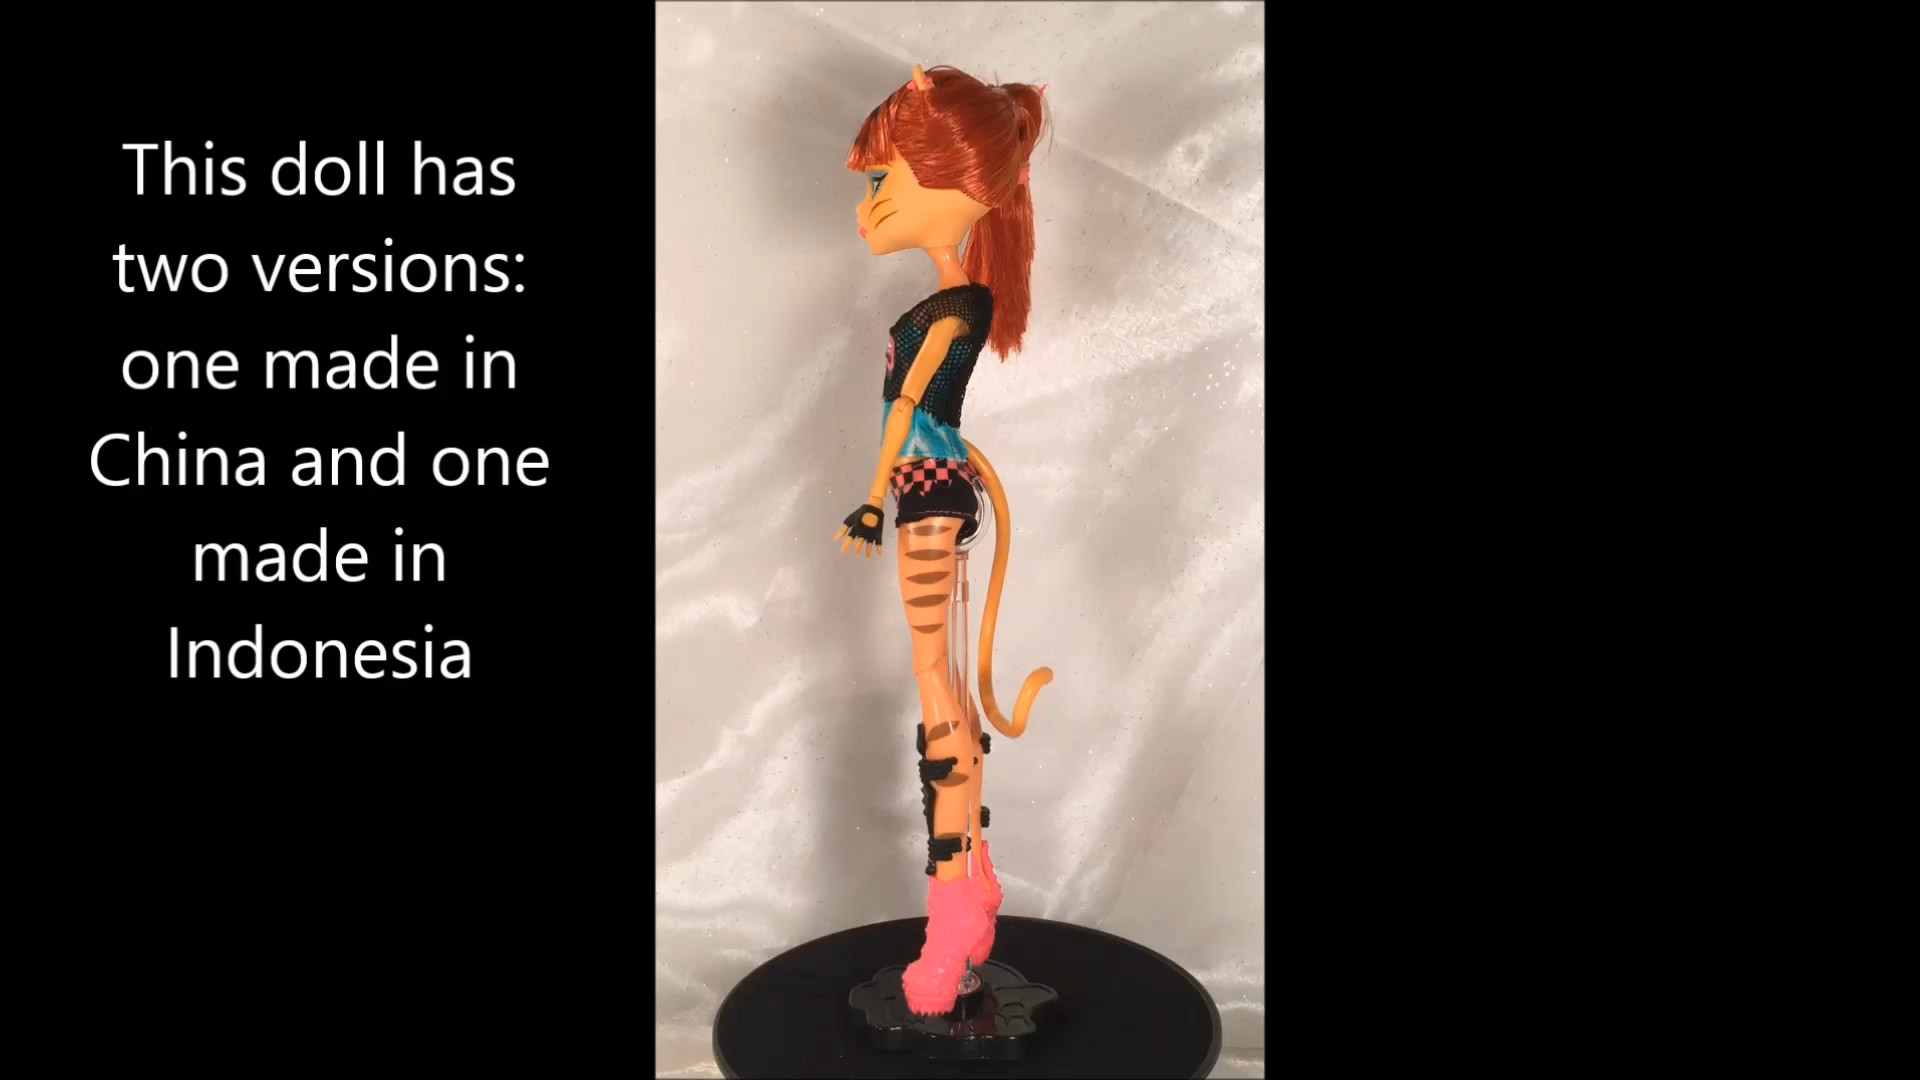 This doll has
two versions:
one made in
China and one
made in
Indonesia